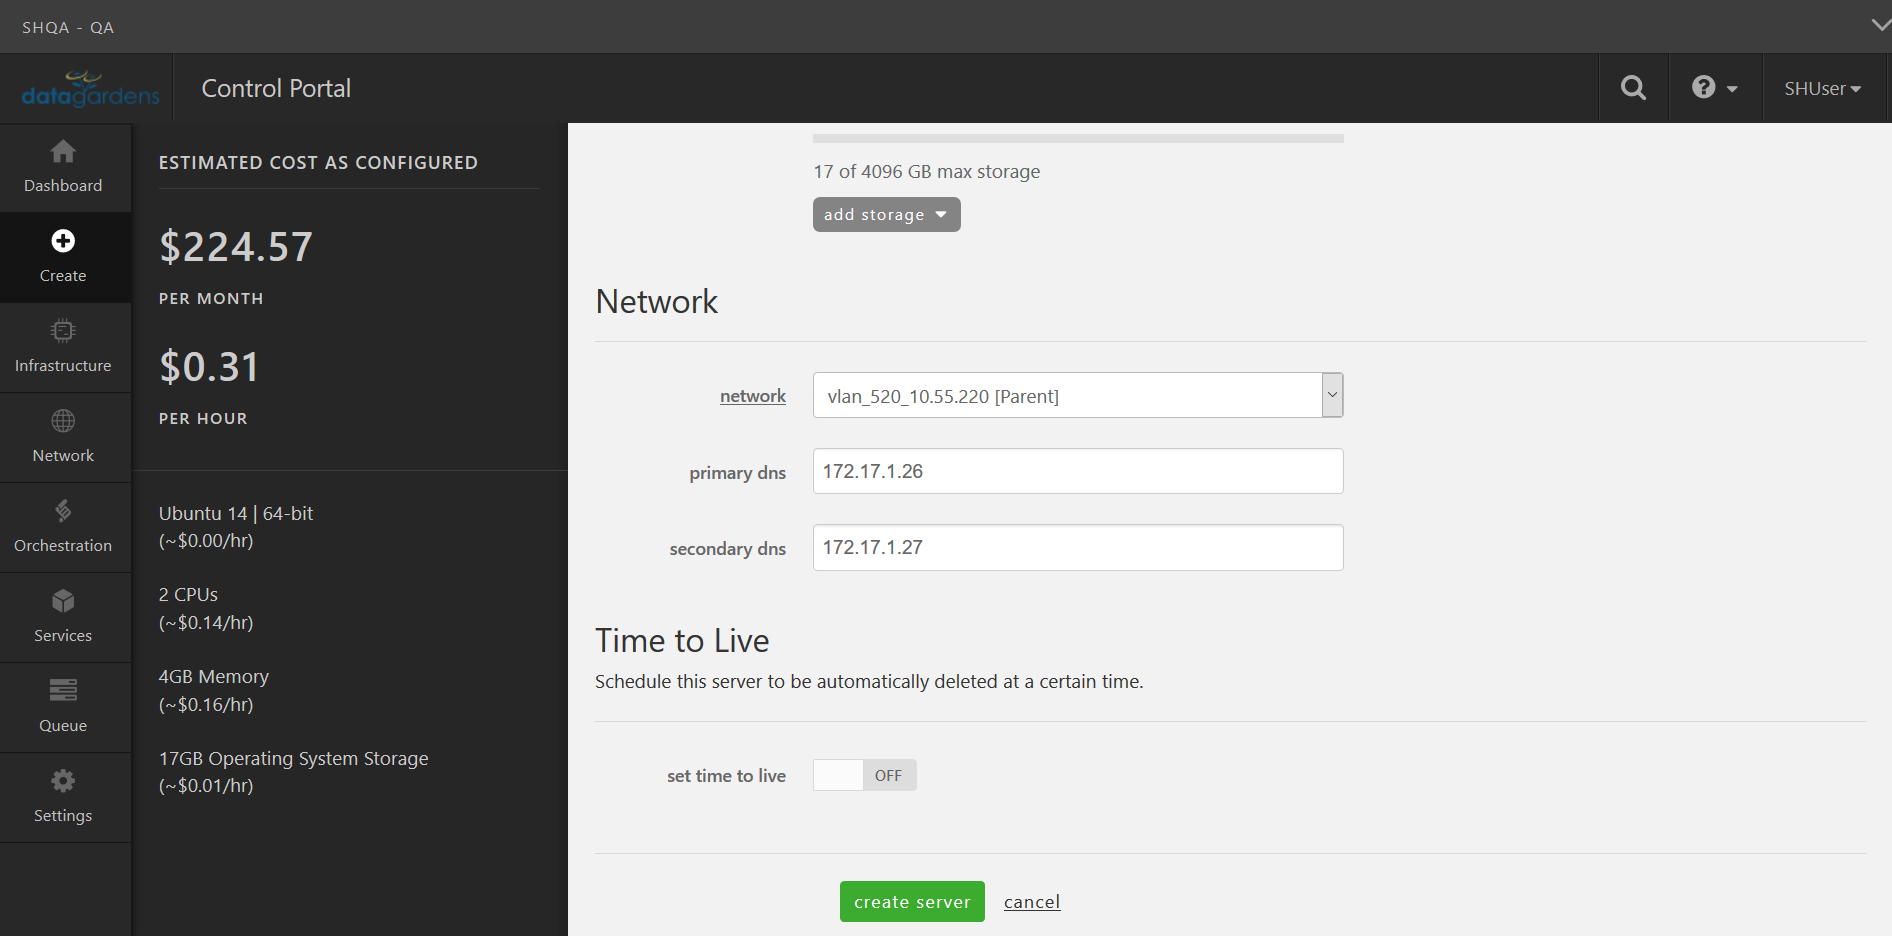 SHQA - QA
datagardens
Control Portal
SHUser
Dashboard
Create
Infrastructure
Network
Orchestration
Services
Queue
Settings
ESTIMATED COST AS CONFIGURED
$224.57
PER MONTH
$0.31
PER HOUR
Ubuntu 14 | 64-bit
(~$0.00/hr)
2 CPUs
(~$0.14/hr)
4GB Memory
(~$0.16/hr)
17GB Operating System Storage
(~$0.01/hr)
17 of 4096 GB max storage
add storage
Network
network vlan_520_10.55.220 [Parent]
primary dns 172.17.1.26
secondary dns 172.17.1.27
Time to Live
Schedule this server to be automatically deleted at a certain time.
set time to live OFF
create server cancel